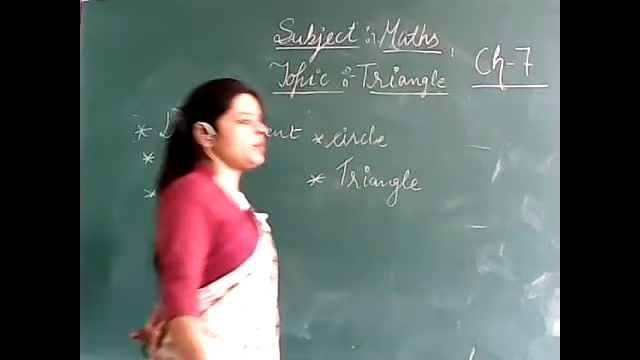 Subject :- Maths
Topic :- Triangle
Ch-7
* circle
* Triangle